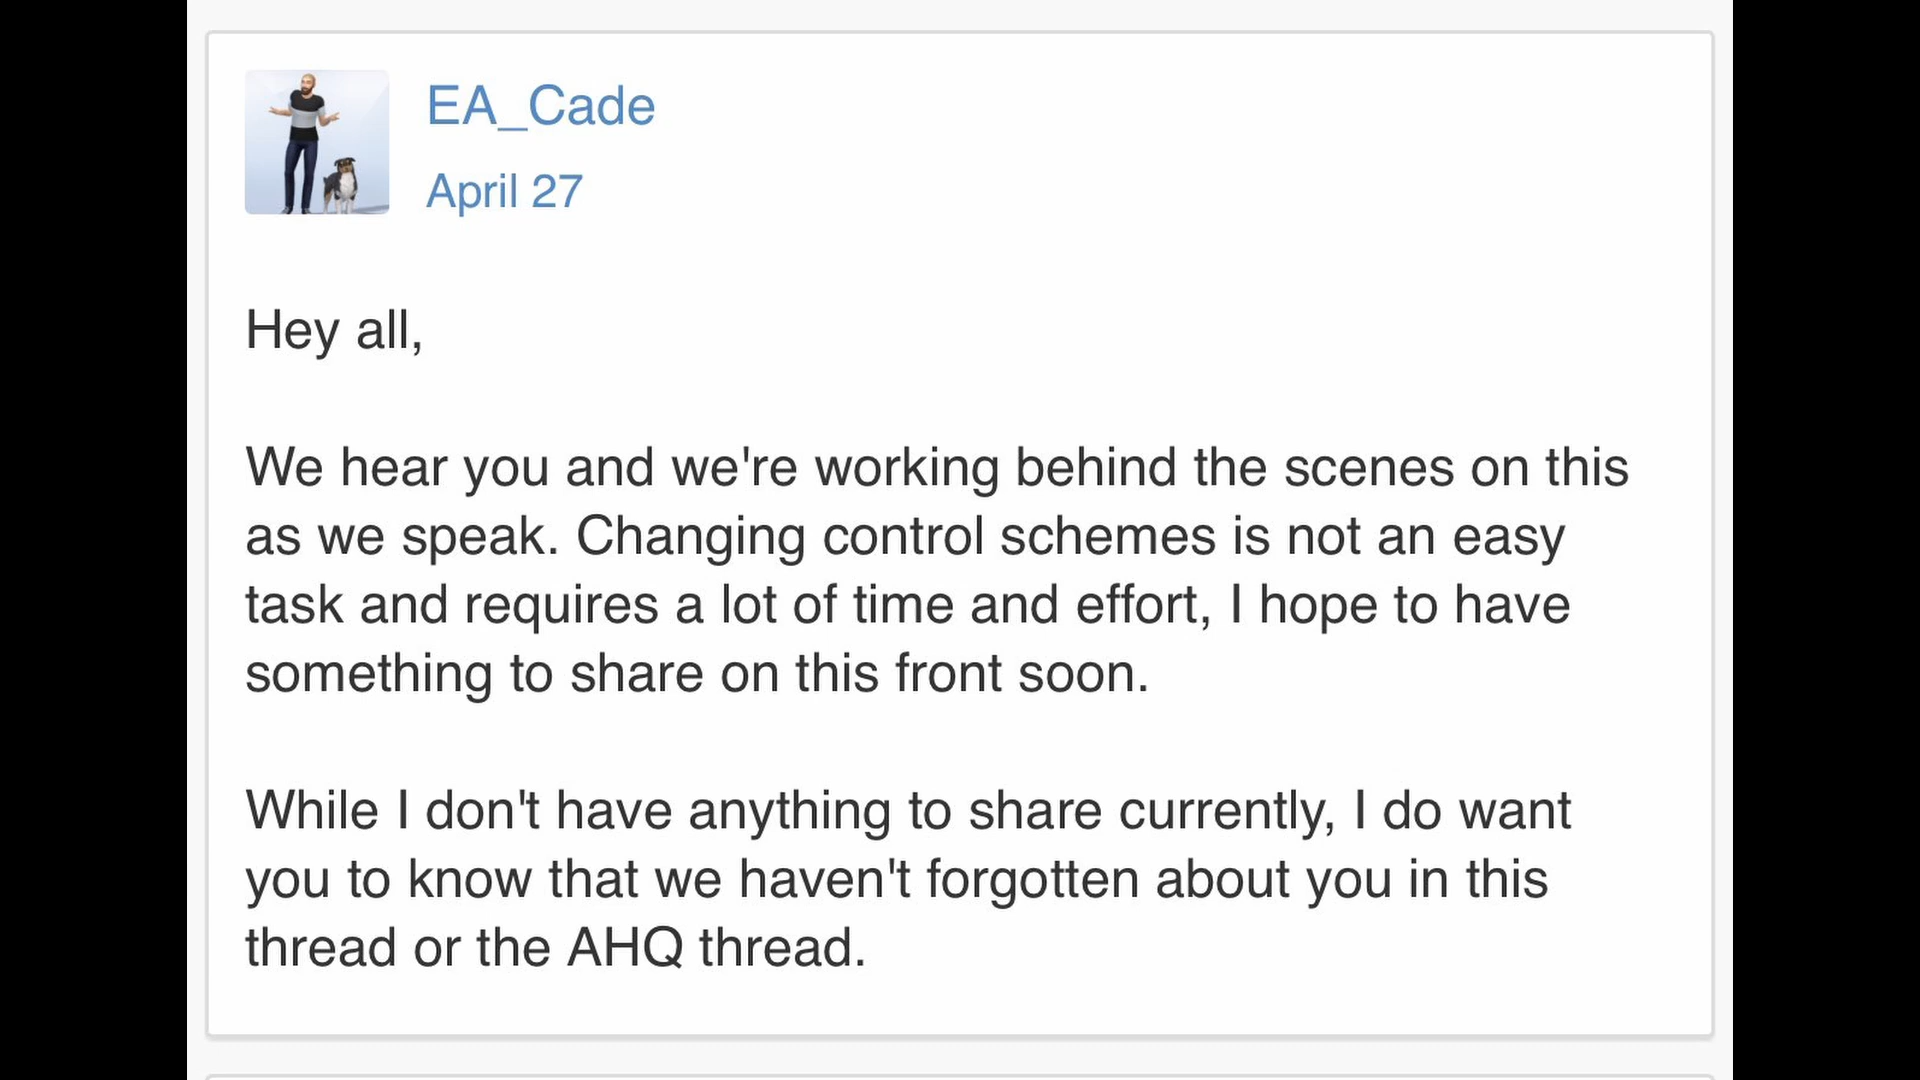 EA_Cade
April 27
Hey all,
We hear you and we're working behind the scenes on this
as we speak. Changing control schemes is not an easy
task and requires a lot of time and effort, I hope to have
something to share on this front soon.
While I don't have anything to share currently, I do want
you to know that we haven't forgotten about you in this
thread or the AHQ thread.